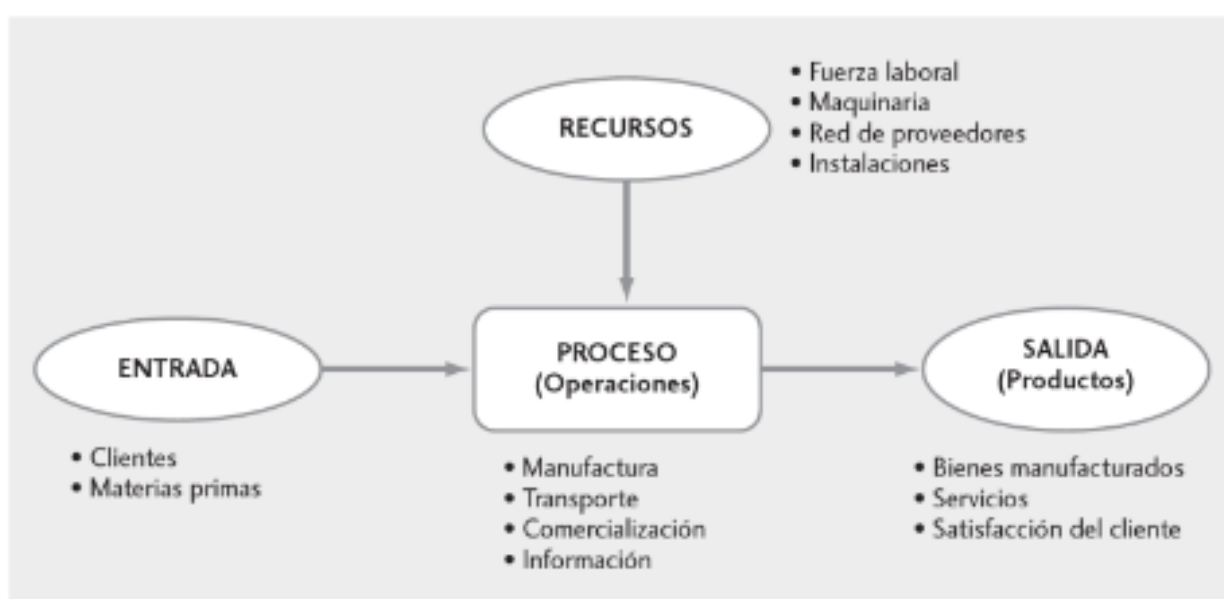 RECURSOS
• Fuerza laboral
• Maquinaria
• Red de proveedores
• Instalaciones
ENTRADA
• Clientes
• Materias primas
PROCESO
(Operaciones)
• Manufactura
• Transporte
• Comercialización
• Información
SALIDA
(Productos)
• Bienes manufacturados
• Servicios
• Satisfacción del cliente